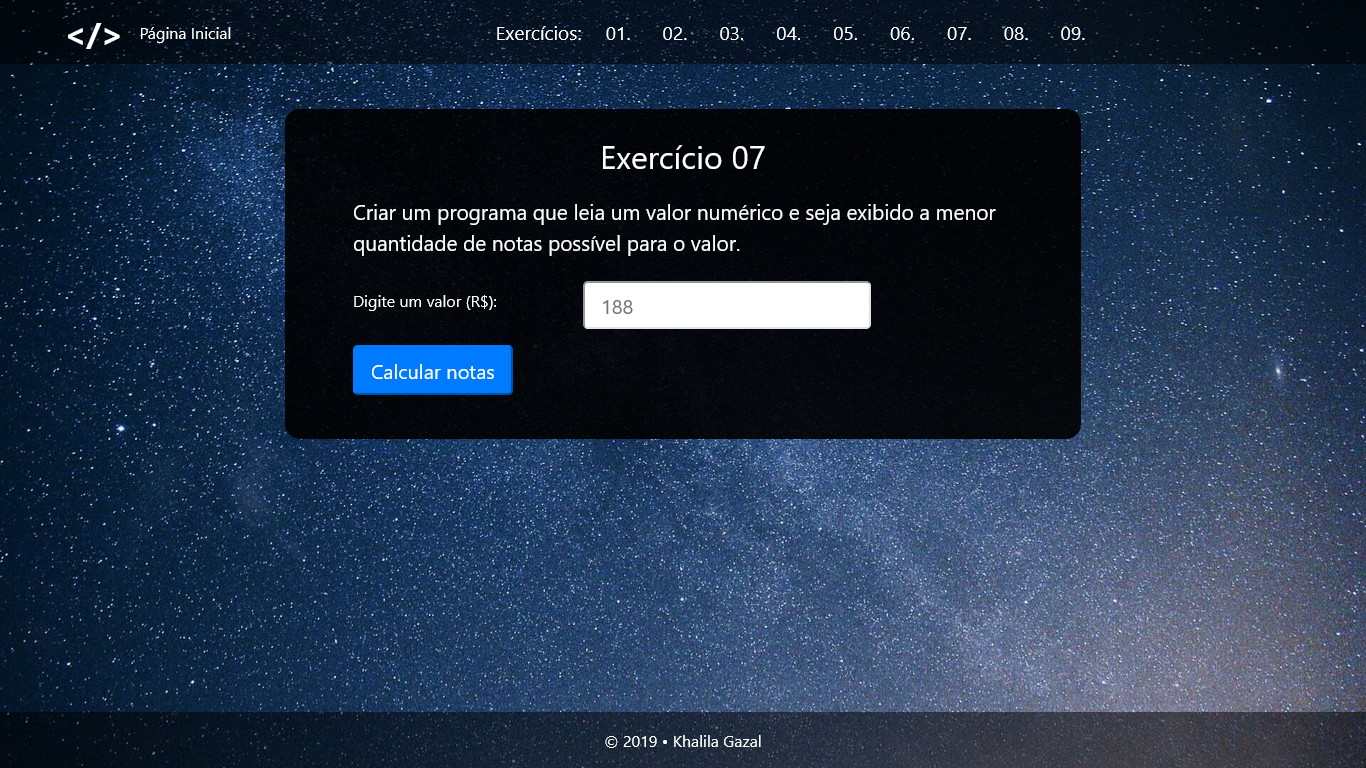 </> Página Inicial Exercícios: 01. 02. 03. 04. 05. 06. 07. 08. 09.
Exercício 07
Criar um programa que leia um valor numérico e seja exibido a menor
quantidade de notas possível para o valor.
Digite um valor (R$): 188
Calcular notas
© 2019 • Khalila Gazal